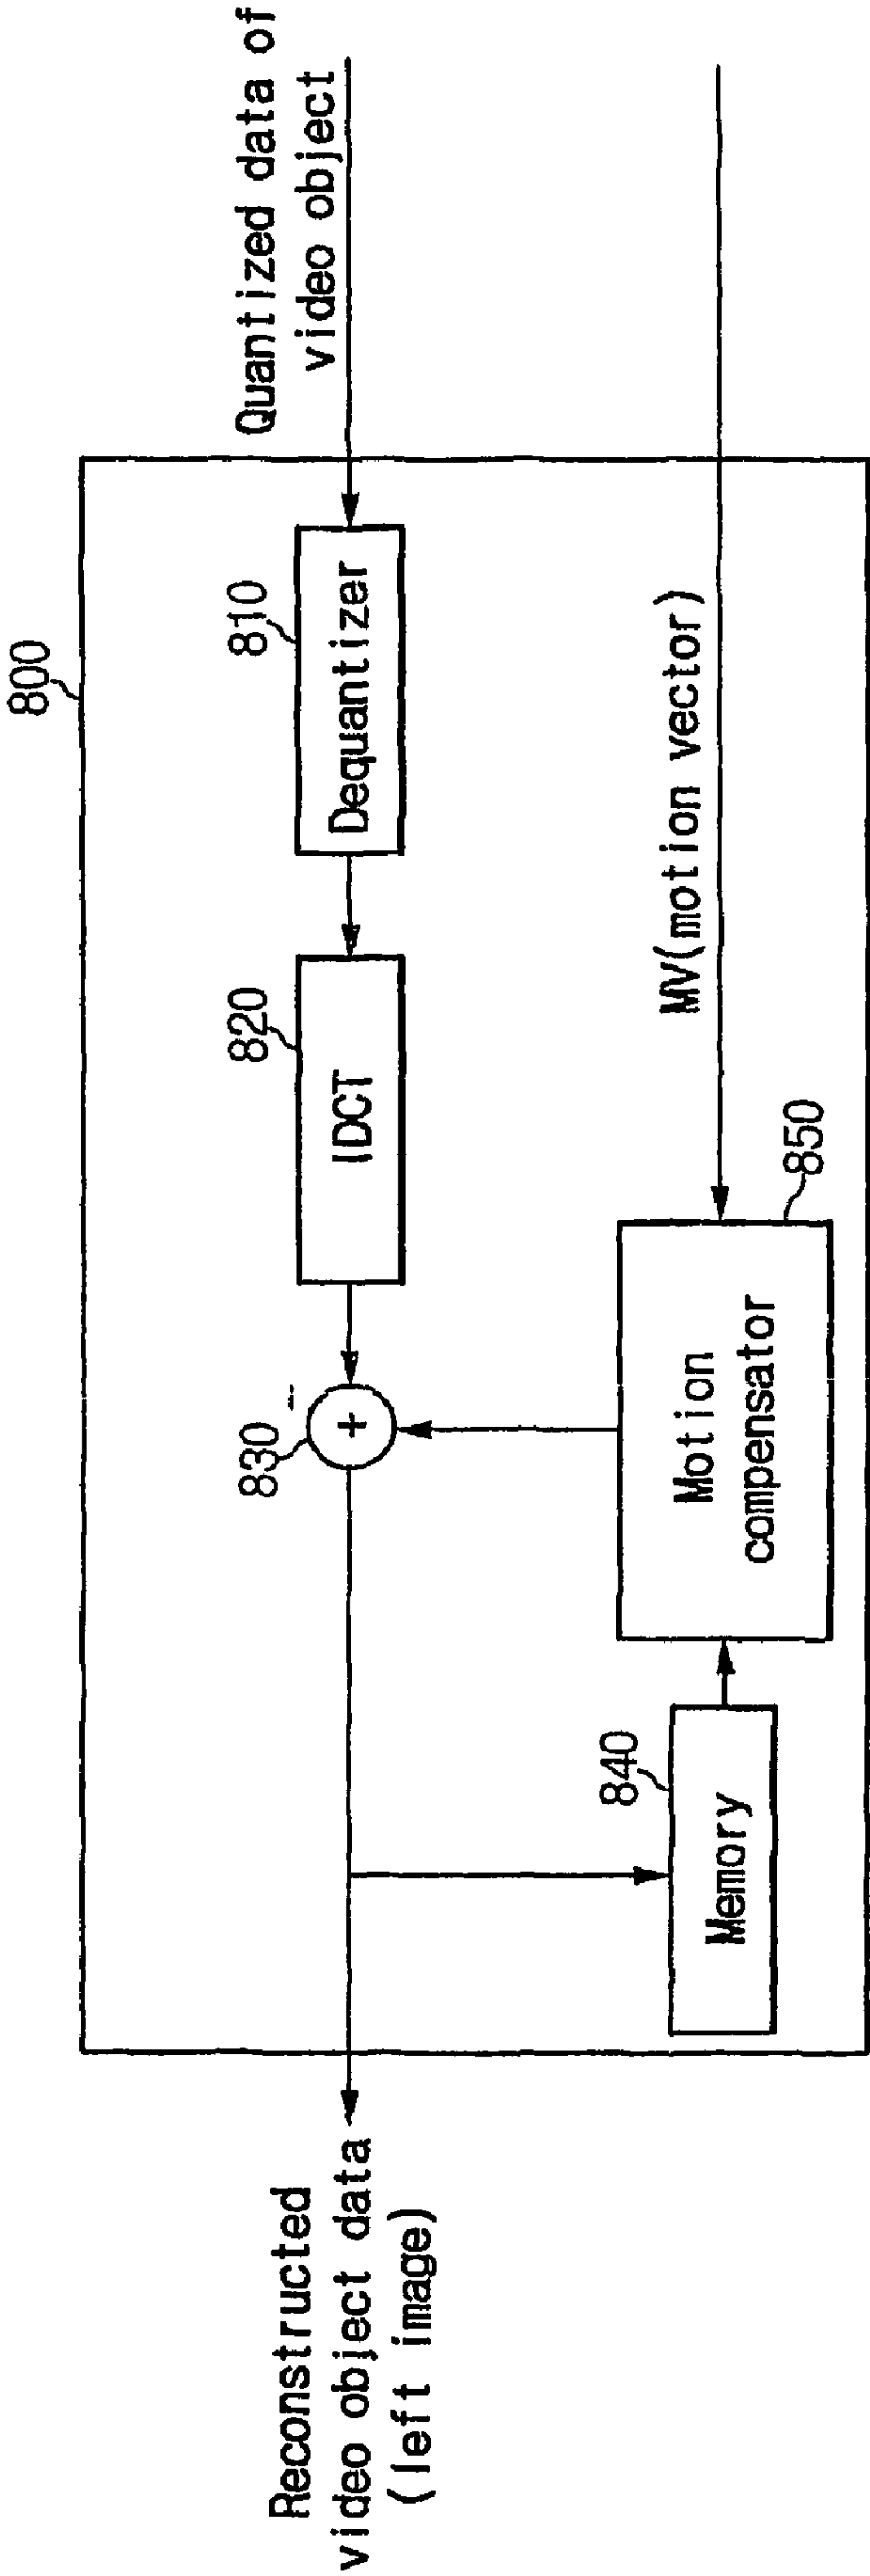 800
Quantized data of
video object
810
Dequantizer
820
IDCT
830
+
MV(motion vector)
850
Motion
compensator
840
Memory
Reconstructed
video object data
(left image)